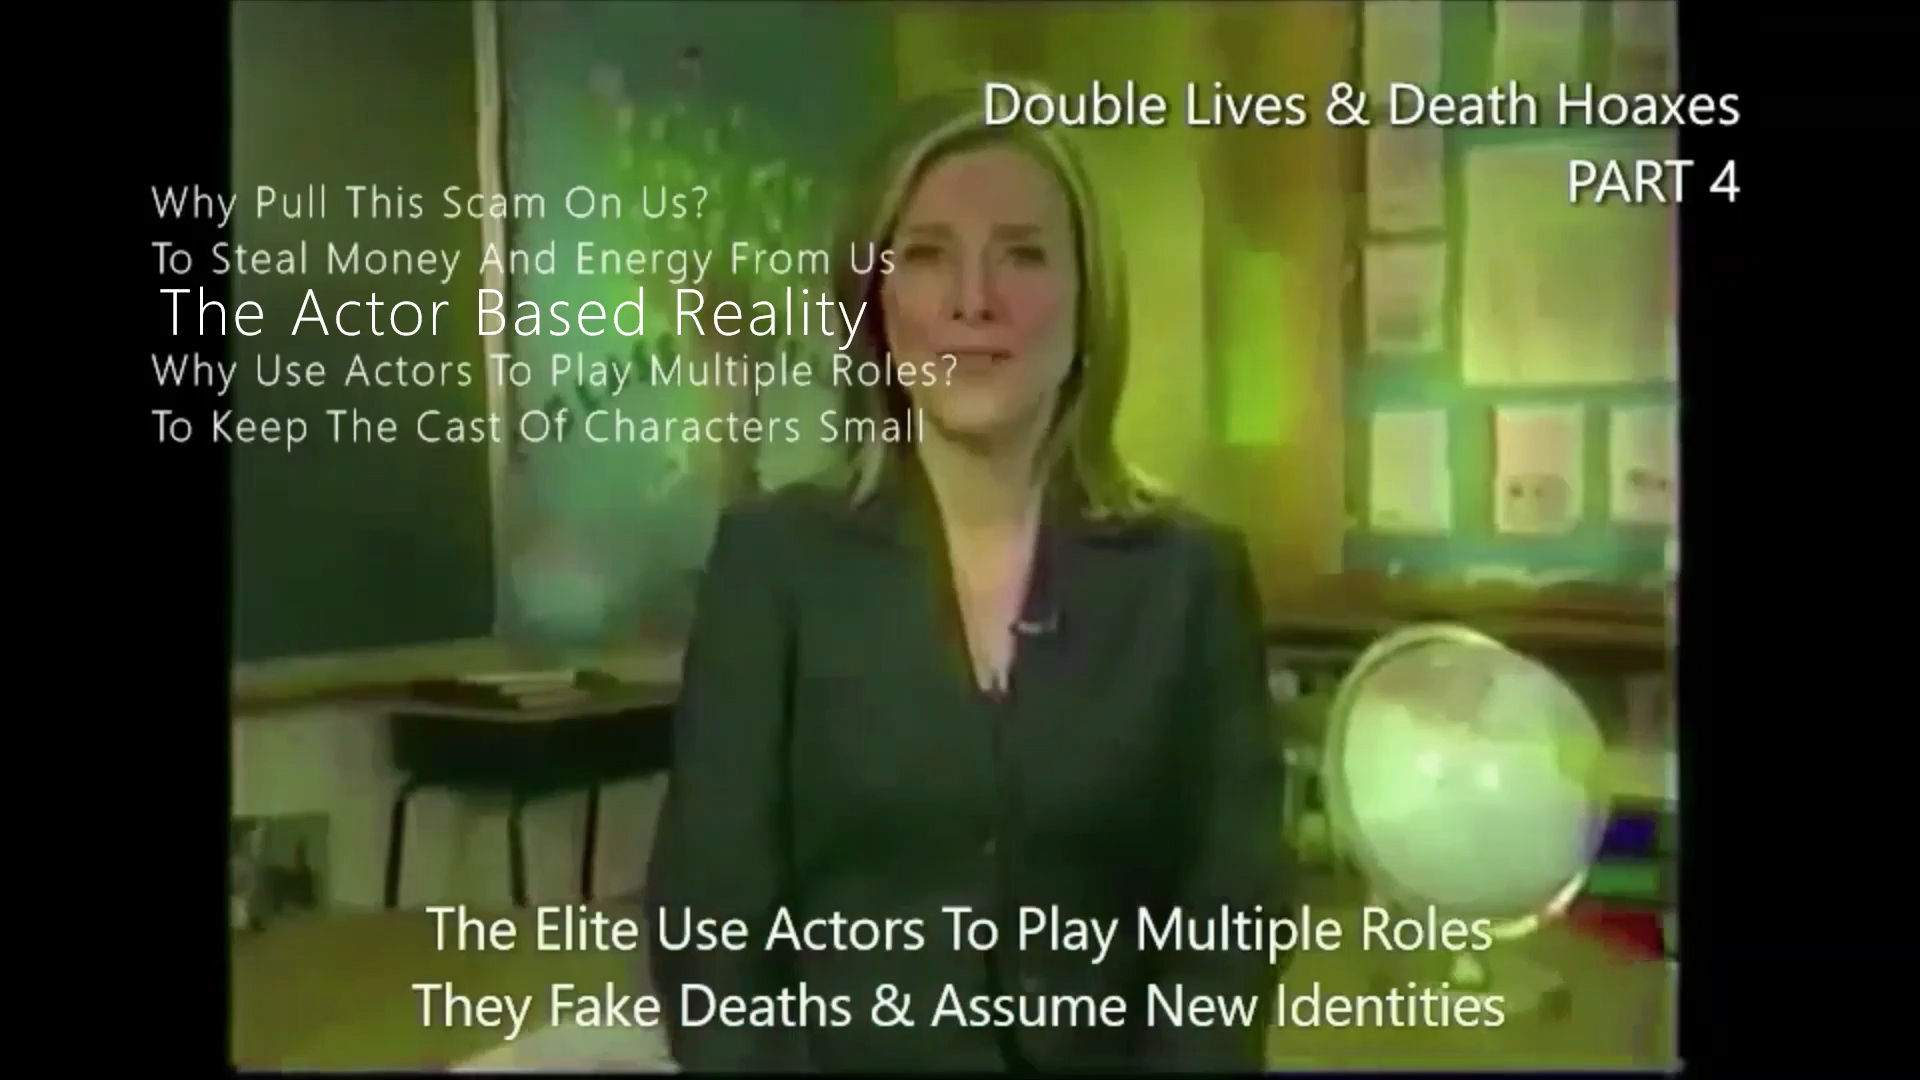 Double Lives & Death Hoaxes
PART 4
Why Pull This Scam On Us?
To Steal Money And Energy From Us
The Actor Based Reality
Why Use Actors To Play Multiple Roles?
To Keep The Cast Of Characters Small
The Elite Use Actors To Play Multiple Roles
They Fake Deaths & Assume New Identities